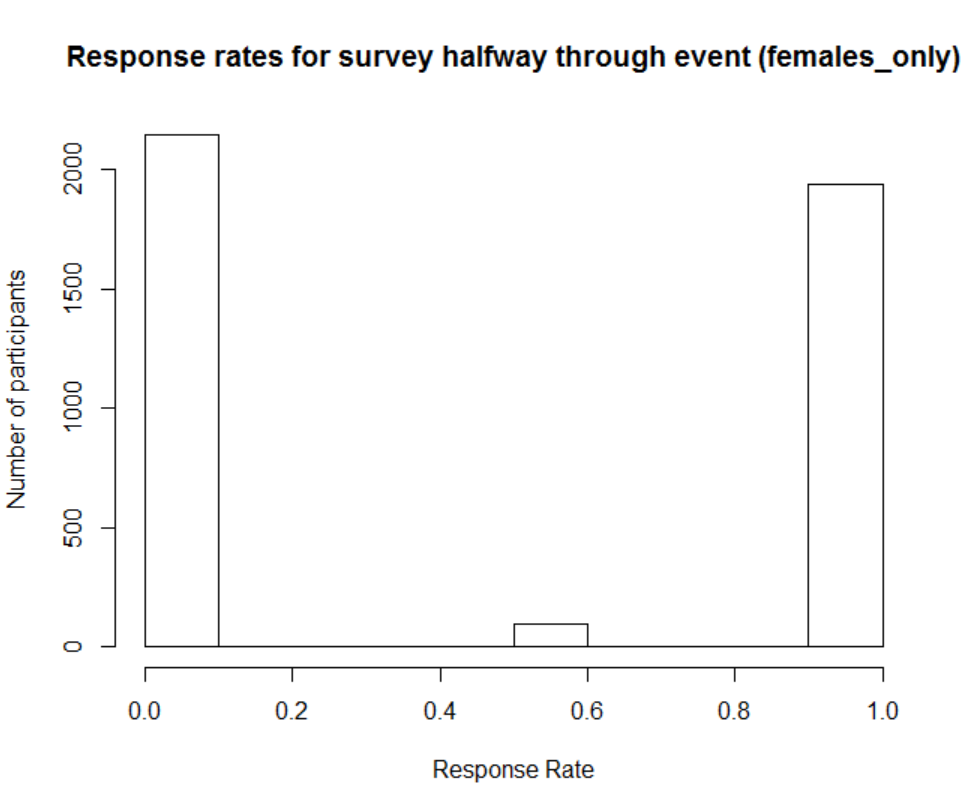 Response rates for survey halfway through event (females_only)
Number of participants
2000
1500
1000
500
0
0.0 0.2 0.4 0.6 0.8 1.0
Response Rate